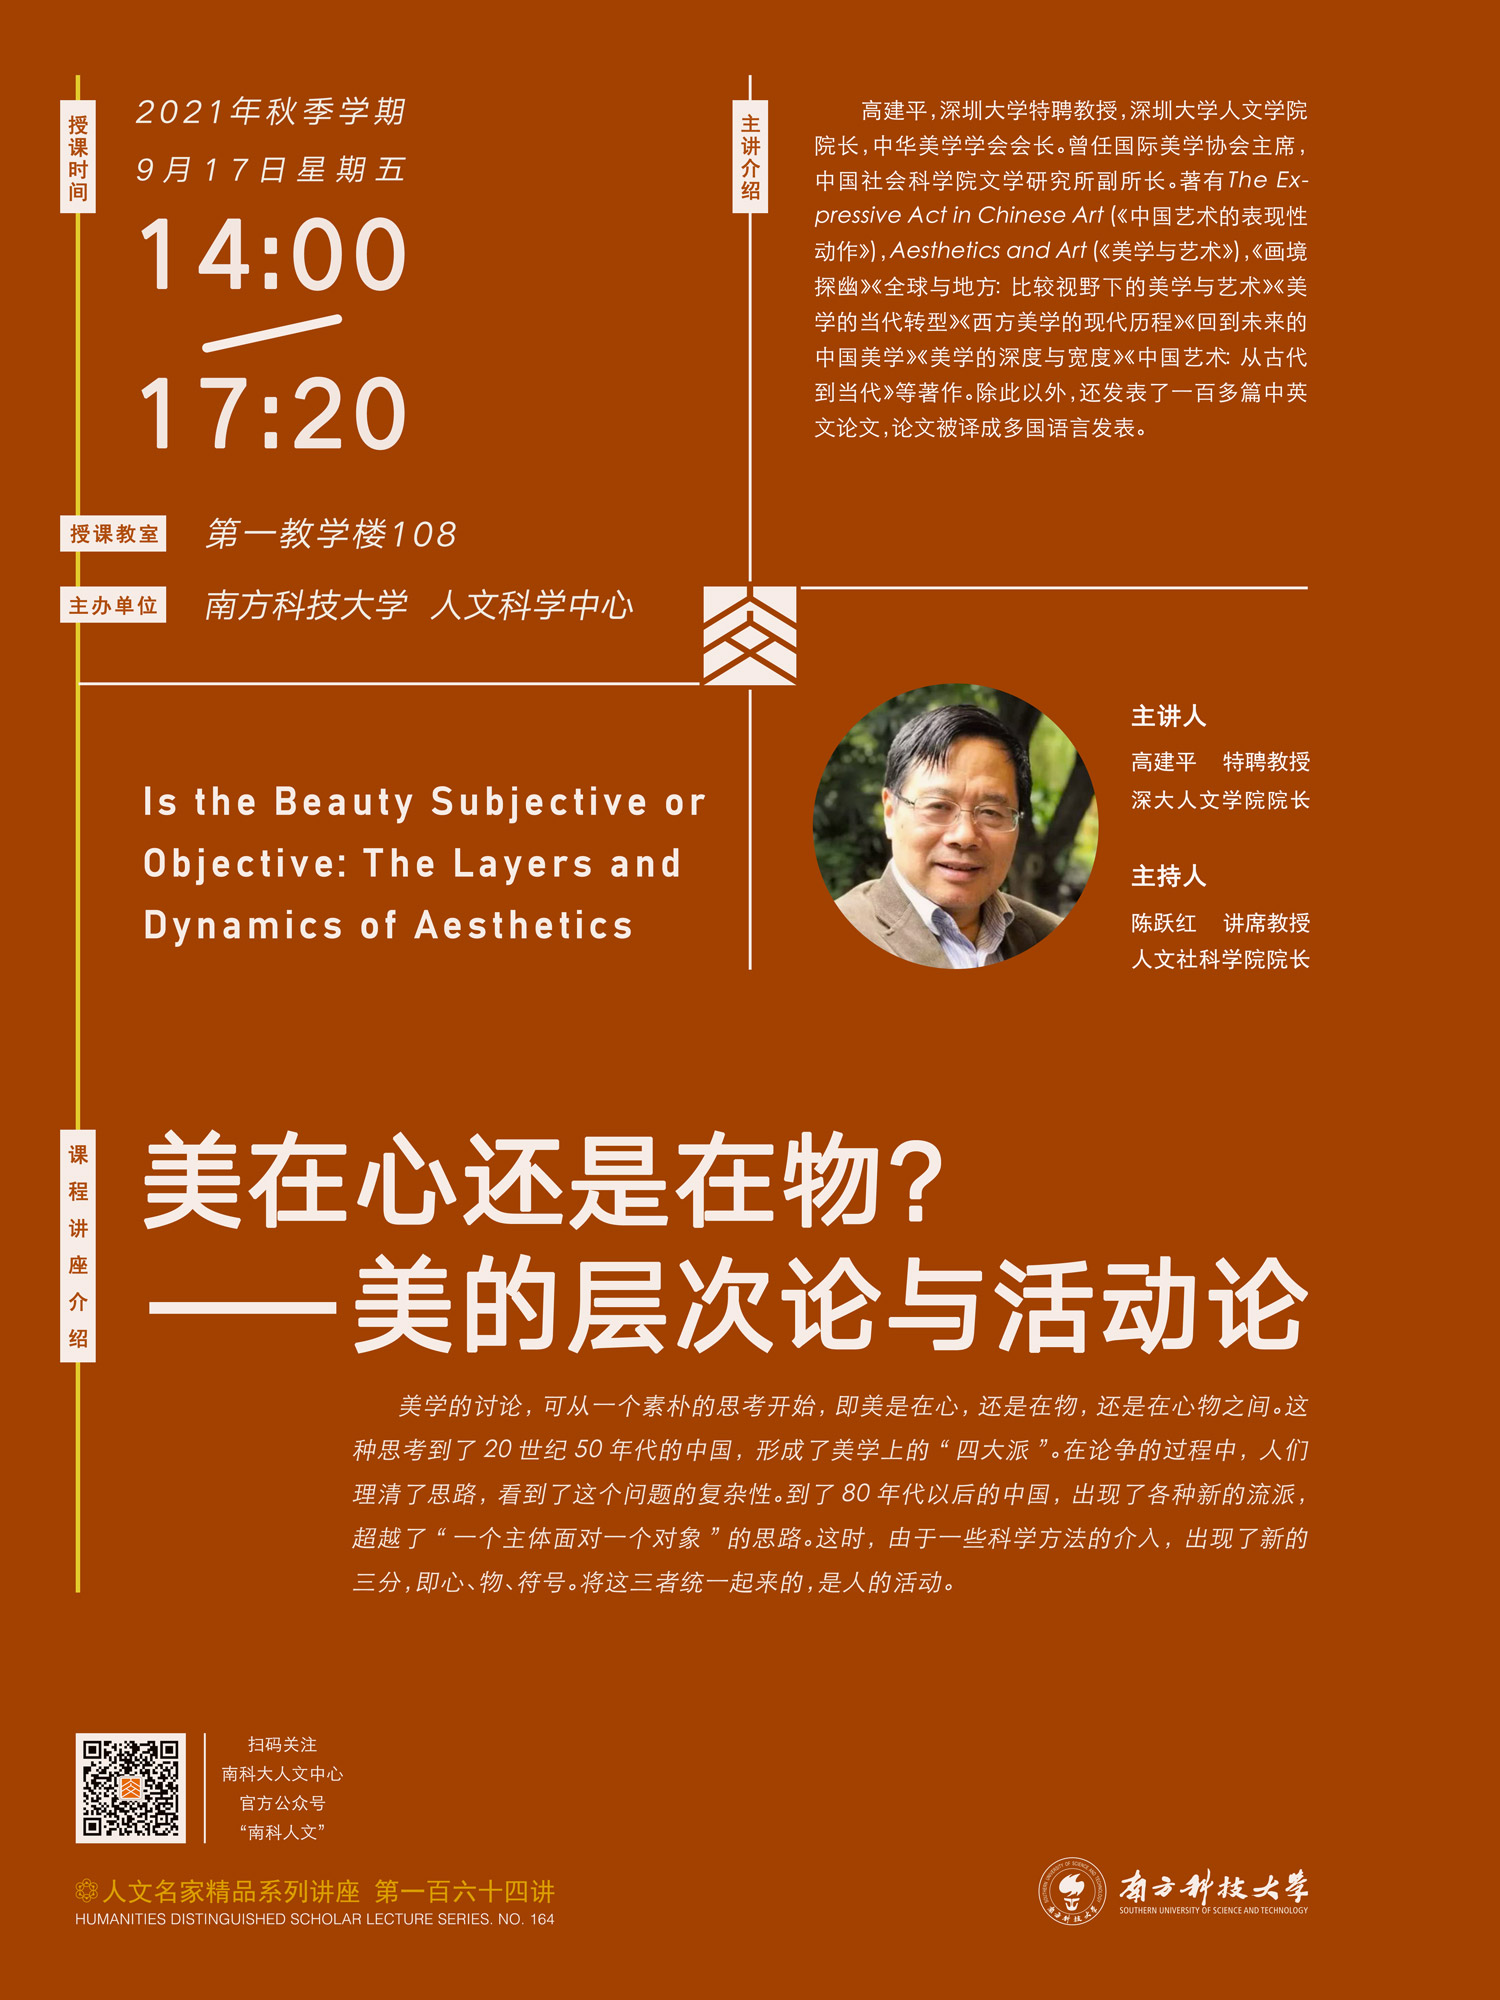 授课时间
2021年秋季学期
9月17日星期五
14:00
17:20
授课教室
第一教学楼108
主办单位
南方科技大学 人文科学中心
主讲介绍
高建平,深圳大学特聘教授,深圳大学人文学院
院长,中华美学学会会长。曾任国际美学协会主席,
中国社会科学院文学研究所副所长。著有The Ex-
pressive Act in Chinese Art (《中国艺术的表现性
动作》),Aesthetics and Art (《美学与艺术》),《画境
探幽》《全球与地方: 比较视野下的美学与艺术》《美
学的当代转型》《西方美学的现代历程》《回到未来的
中国美学》《美学的深度与宽度》《中国艺术: 从古代
到当代》等著作。除此以外,还发表了一百多篇中英
文论文,论文被译成多国语言发表。
Is the Beauty Subjective or
Objective: The Layers and
Dynamics of Aesthetics
主讲人
高建平 特聘教授
深大人文学院院长
主持人
陈跃红 讲席教授
人文社科学院院长
课程讲座介绍
美在心还是在物?
——美的层次论与活动论
美学的讨论, 可从一个素朴的思考开始, 即美是在心, 还是在物, 还是在心物之间。这
种思考到了 20 世纪 50 年代的中国, 形成了美学上的“四大派”。在论争的过程中, 人们
理清了思路, 看到了这个问题的复杂性。到了 80 年代以后的中国, 出现了各种新的流派,
超越了“一个主体面对一个对象”的思路。这时, 由于一些科学方法的介入, 出现了新的
三分,即心、物、符号。将这三者统一起来的,是人的活动。
扫码关注
南科大人文中心
官方公众号
“南科人文”
人文名家精品系列讲座 第一百六十四讲
HUMANITIES DISTINGUISHED SCHOLAR LECTURE SERIES. NO. 164
SOUTHERN UNIVERSITY OF SCIENCE AND TECHNOLOGY
南方科技大学
南方科技大学
SOUTHERN UNIVERSITY OF SCIENCE AND TECHNOLOGY